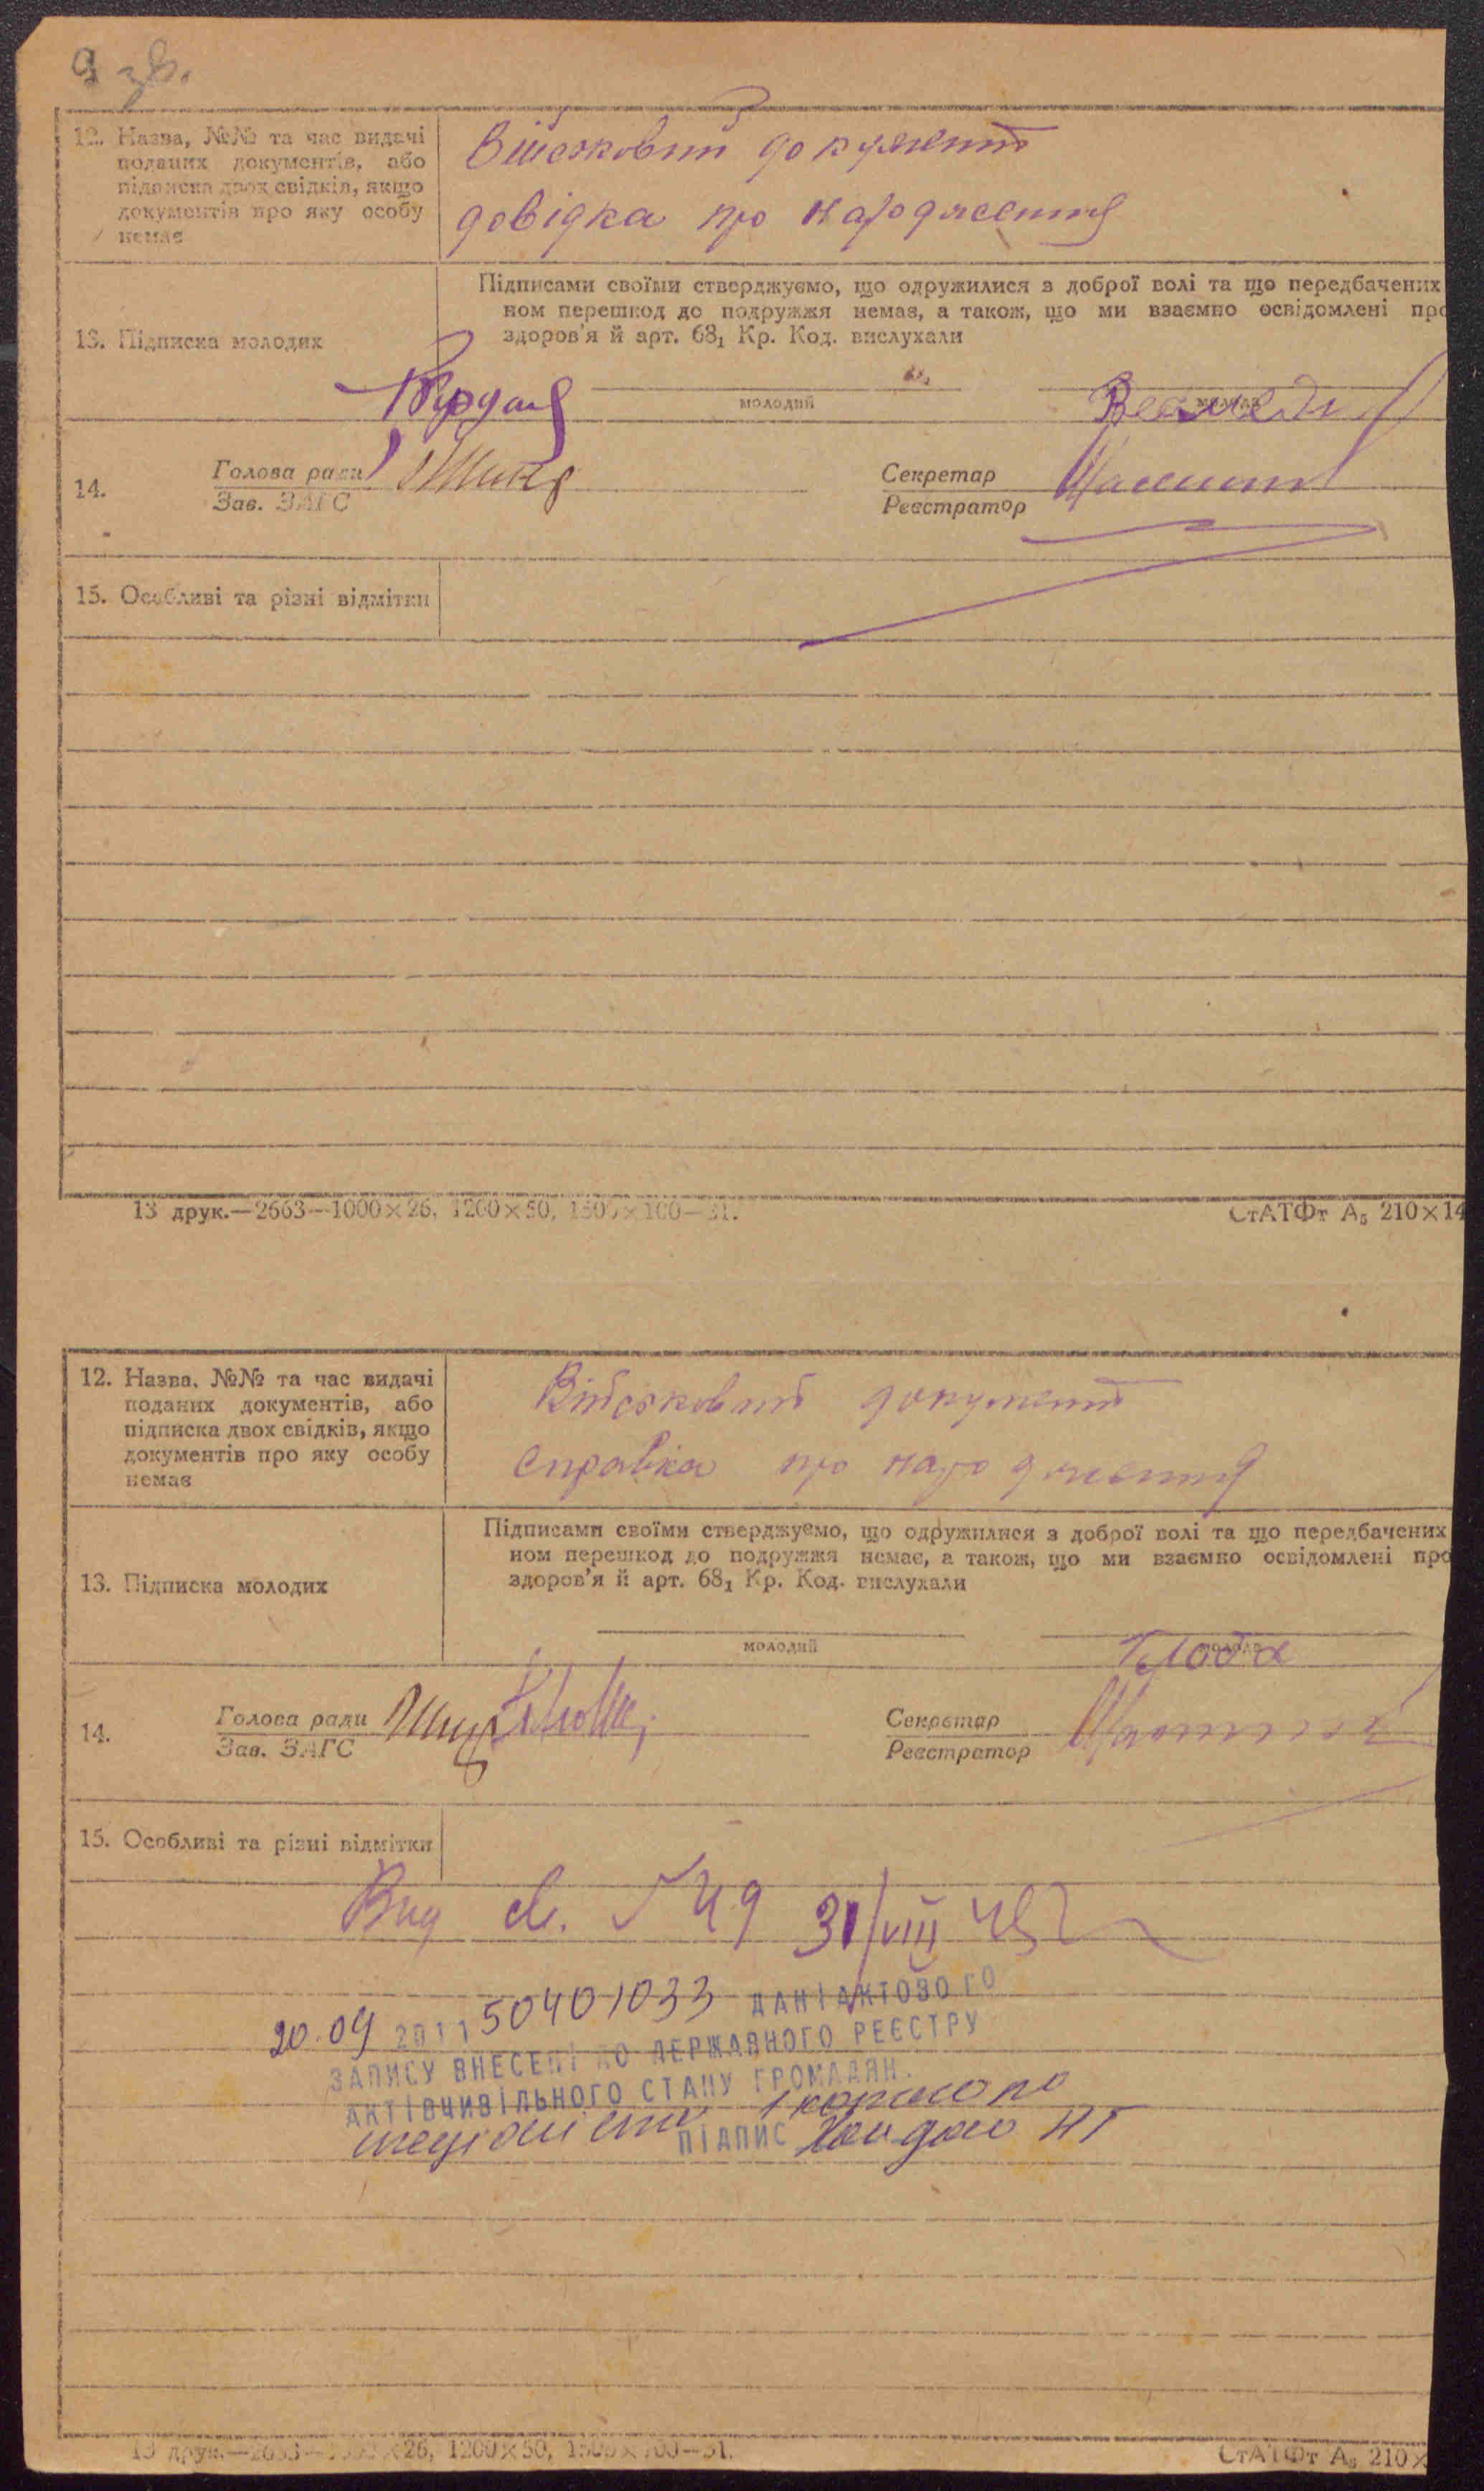 9 зв.
12. Назва, №№ та час видачі
поданих документів, або
підписка двох свідків, якщо
документів про яку особу
немає
Військовий документ
довідка про народження
13. Підписка молодих
Підписами своїми стверджуємо, що одружилися з доброї волі та що передбачених
ном перешкод до подружжя немає, а також, що ми взаємно освідомлені про
здоров'я й арт. 68₁ Кр. Код. вислухали
молодий
молода
14.
Голова ради
Зав. ЗАГС
Секретар
Реєстратор
15. Особливі та різні відмітки
13 друк.—2663—1000×26, 1200×50, 1500×100—31.
СтАТФт А₅ 210×14
12. Назва, №№ та час видачі
поданих документів, або
підписка двох свідків, якщо
документів про яку особу
немає
Військовий документ
справка про народження
13. Підписка молодих
Підписами своїми стверджуємо, що одружилися з доброї волі та що передбачених
ном перешкод до подружжя немає, а також, що ми взаємно освідомлені про
здоров'я й арт. 68₁ Кр. Код. вислухали
молодий
молода
14.
Голова ради
Зав. ЗАГС
Секретар
Реєстратор
15. Особливі та різні відмітки
Вид св. № 49 31/VIII 45
20.09 2011 50401033 ДАНІ АКТОВОГО
ЗАПИСУ ВНЕСЕНІ ДО ДЕРЖАВНОГО РЕЄСТРУ
АКТІВ ЦИВІЛЬНОГО СТАНУ ГРОМАДЯН.
ПІДПИС
13 друк.—2663—1000×26, 1200×50, 1500×100—31.
СтАТФт А₅ 210×